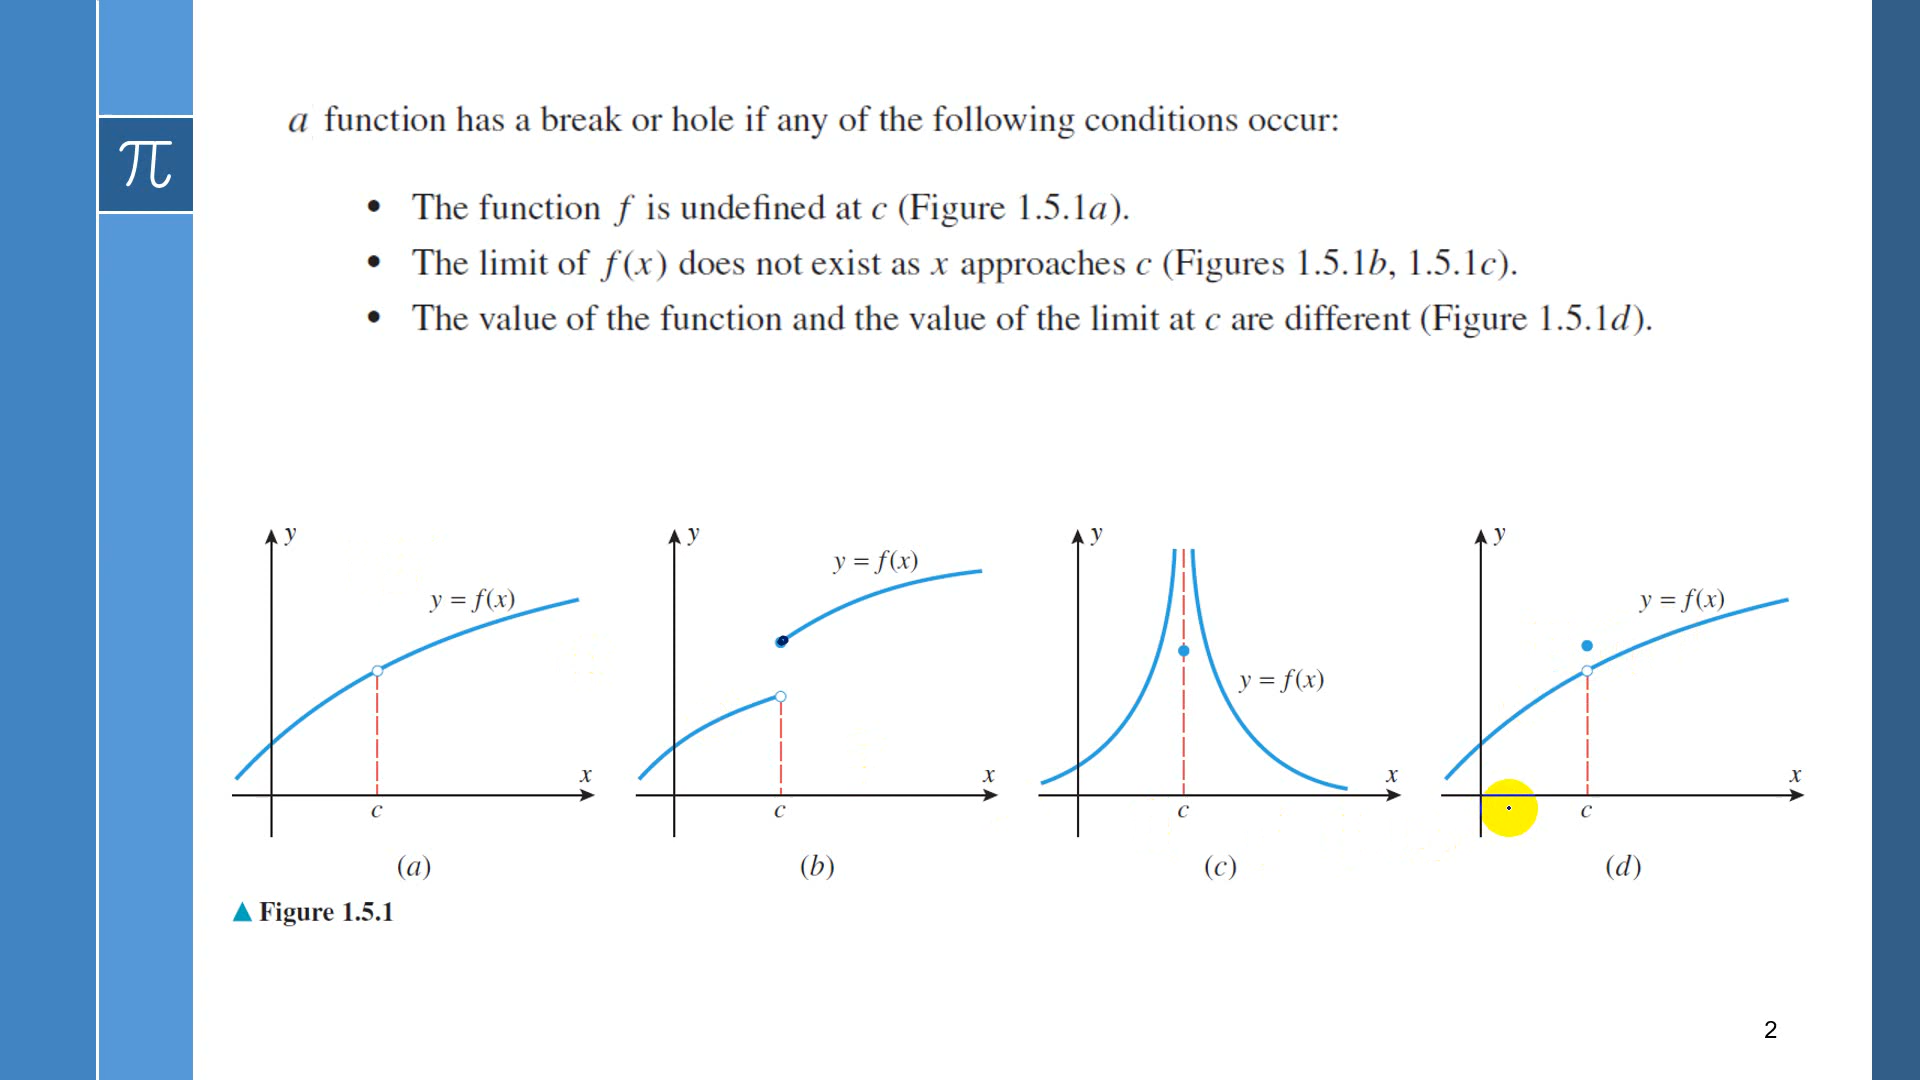 π
a function has a break or hole if any of the following conditions occur:
• The function f is undefined at c (Figure 1.5.1a).
• The limit of f(x) does not exist as x approaches c (Figures 1.5.1b, 1.5.1c).
• The value of the function and the value of the limit at c are different (Figure 1.5.1d).
y y = f(x) x c (a)
y y = f(x) x c (b)
y y = f(x) x c (c)
y y = f(x) x c (d)
▲ Figure 1.5.1
2